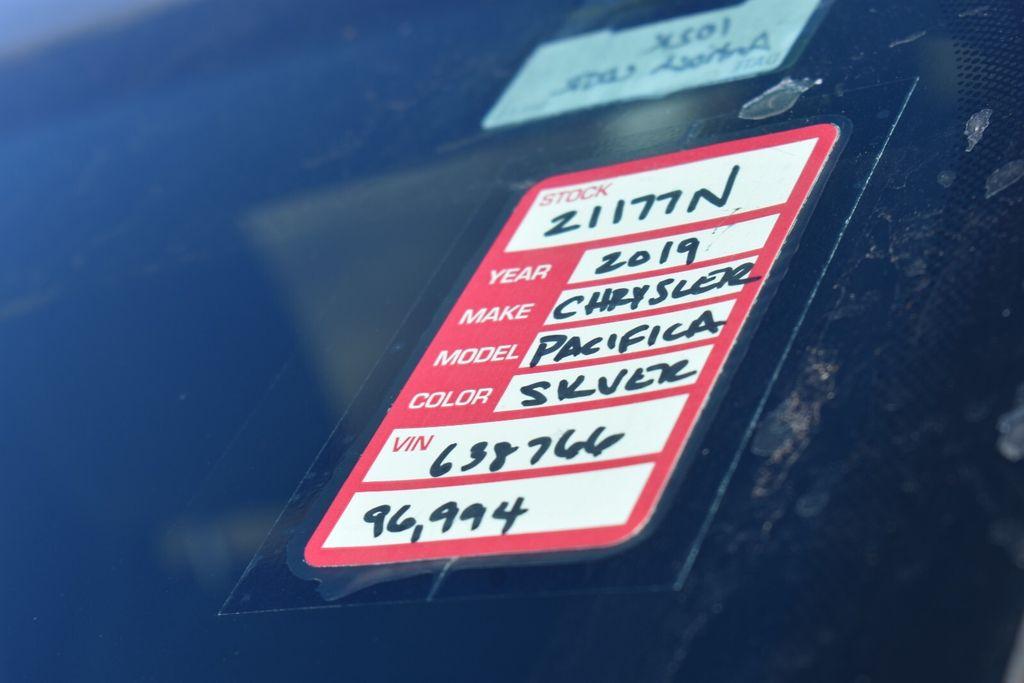 STOCK
21177N
YEAR 2019
MAKE CHRYSLER
MODEL PACIFICA
COLOR SILVER
VIN 638766
96,994